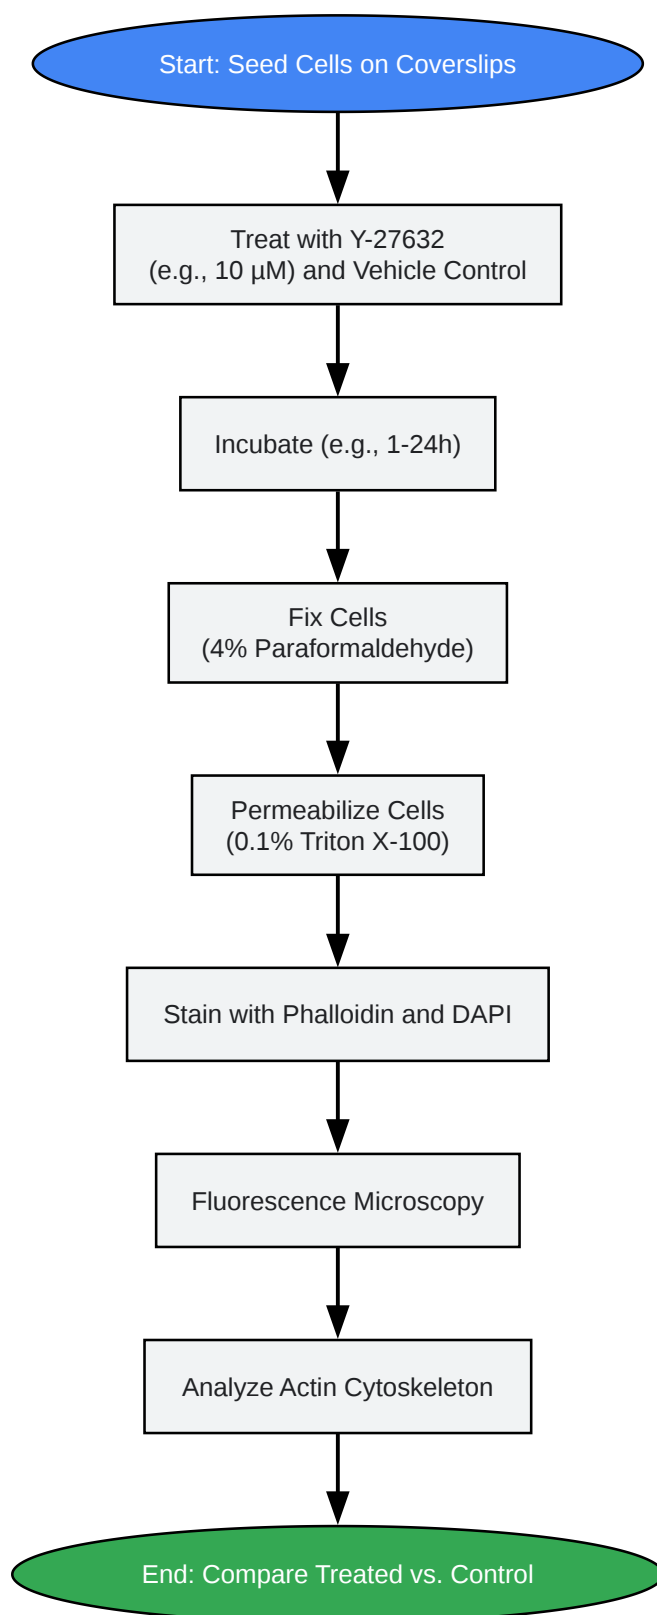 Start: Seed Cells on Coverslips
Treat with Y-27632
(e.g., 10 µM) and Vehicle Control
Incubate (e.g., 1-24h)
Fix Cells
(4% Paraformaldehyde)
Permeabilize Cells
(0.1% Triton X-100)
Stain with Phalloidin and DAPI
Fluorescence Microscopy
Analyze Actin Cytoskeleton
End: Compare Treated vs. Control